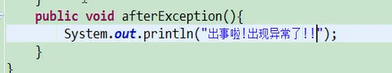 public void afterException(){
System.out.println("出事啦!出现异常了!!");
}
}